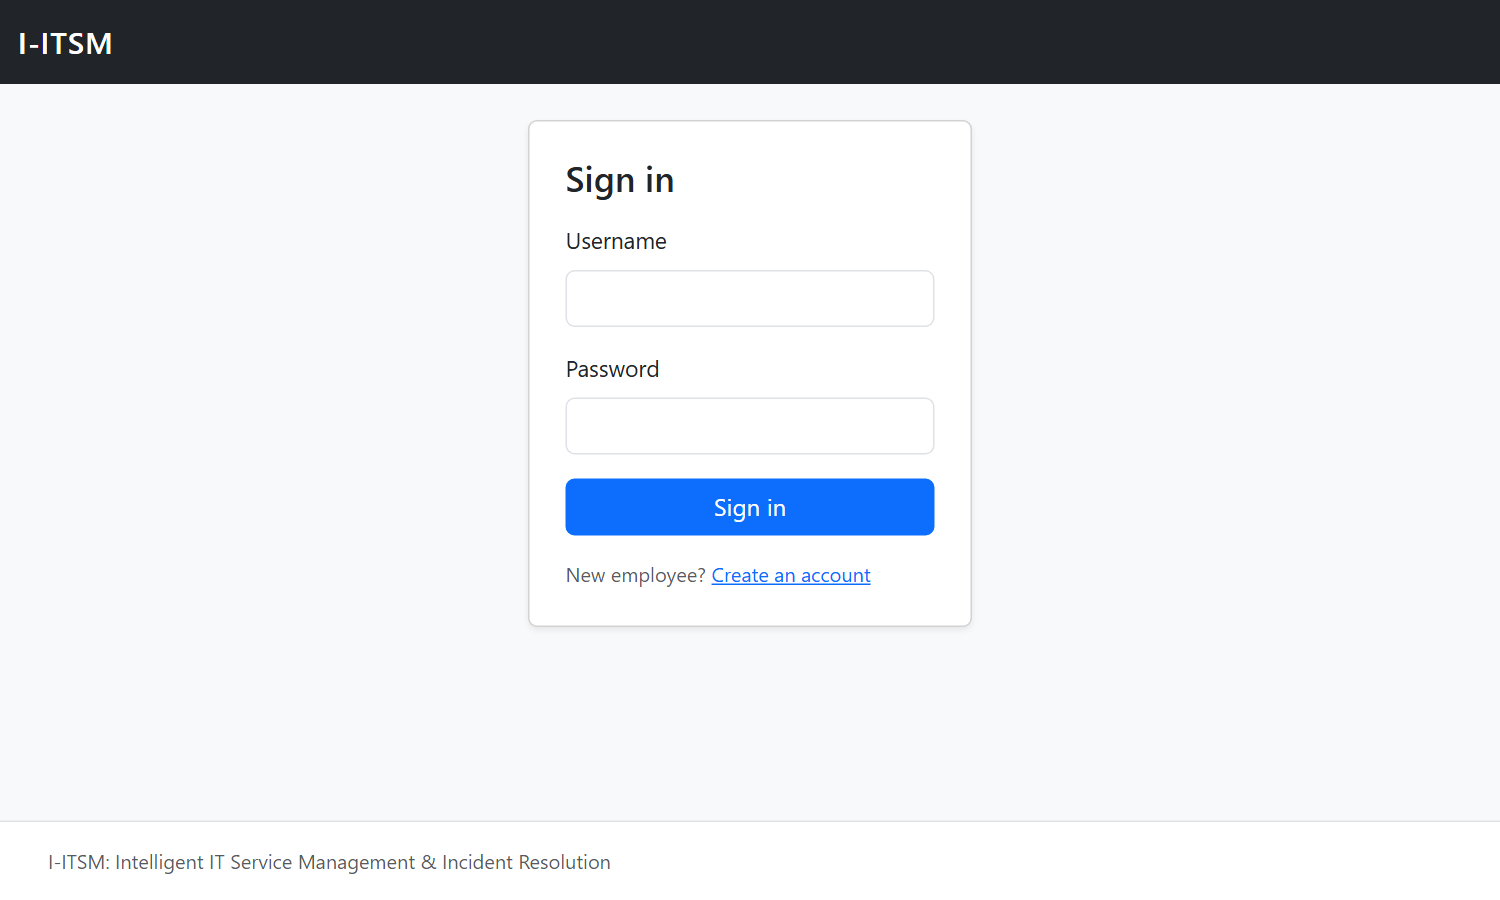 I-ITSM
Sign in
Username
Password
Sign in
New employee? Create an account
I-ITSM: Intelligent IT Service Management & Incident Resolution